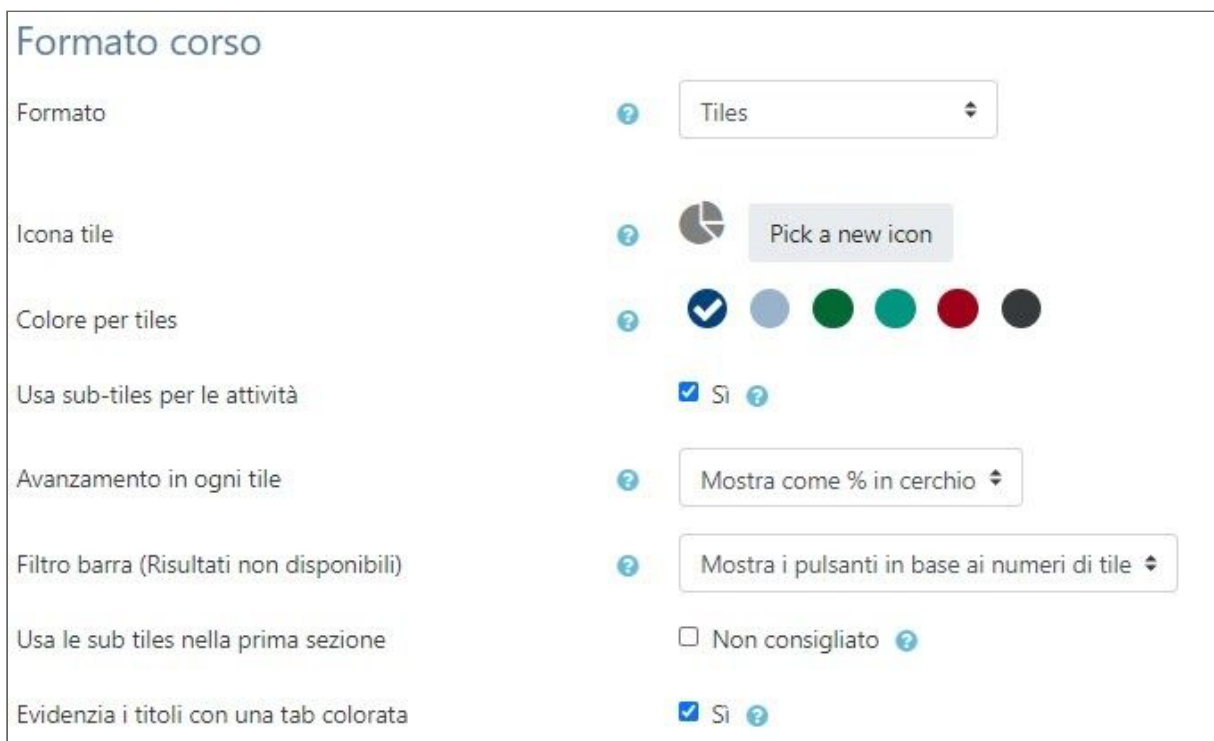 Formato corso
Formato Tiles
Icona tile Pick a new icon
Colore per tiles
Usa sub-tiles per le attività Sì
Avanzamento in ogni tile Mostra come % in cerchio
Filtro barra (Risultati non disponibili) Mostra i pulsanti in base ai numeri di tile
Usa le sub tiles nella prima sezione Non consigliato
Evidenzia i titoli con una tab colorata Sì